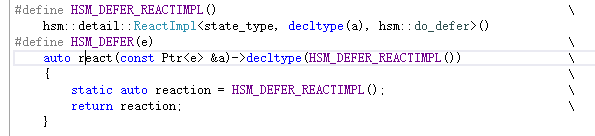 #define HSM_DEFER_REACTIMPL() \
hsm::detail::ReactImpl<state_type, decltype(a), hsm::do_defer>()
#define HSM_DEFER(e) \
auto react(const Ptr<e> &a)->decltype(HSM_DEFER_REACTIMPL()) \
{ \
static auto reaction = HSM_DEFER_REACTIMPL(); \
return reaction; \
}